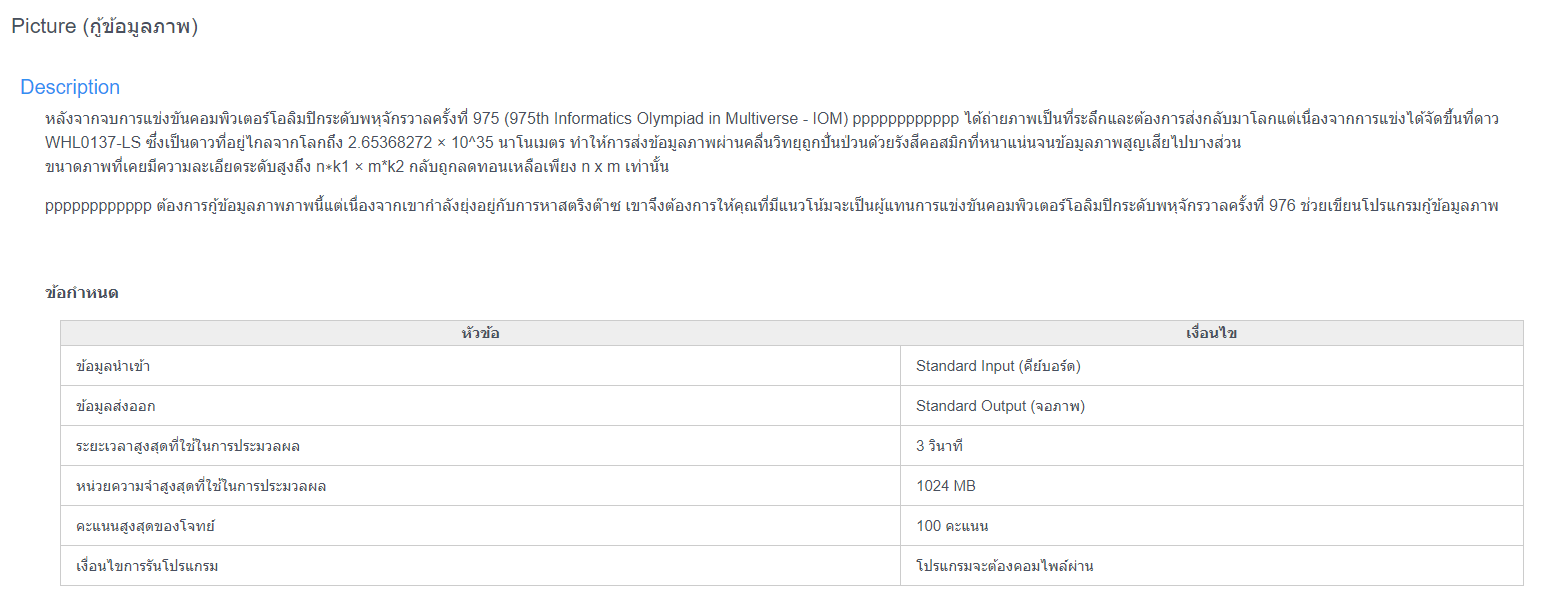 Picture (กู้ข้อมูลภาพ)
Description
หลังจากจบการแข่งขันคอมพิวเตอร์โอลิมปิกระดับพหุจักรวาลครั้งที่ 975 (975th Informatics Olympiad in Multiverse - IOM) pppppppppppp ได้ถ่ายภาพเป็นที่ระลึกและต้องการส่งกลับมาโลกแต่เนื่องจากการแข่งได้จัดขึ้นที่ดาว
WHL0137-LS ซึ่งเป็นดาวที่อยู่ไกลจากโลกถึง 2.65368272 × 10^35 นาโนเมตร ทำให้การส่งข้อมูลภาพผ่านคลื่นวิทยุถูกปั่นป่วนด้วยรังสีคอสมิกที่หนาแน่นจนข้อมูลภาพสูญเสียไปบางส่วน
ขนาดภาพที่เคยมีความละเอียดระดับสูงถึง n*k1 × m*k2 กลับถูกลดทอนเหลือเพียง n x m เท่านั้น
pppppppppppp ต้องการกู้ข้อมูลภาพภาพนี้แต่เนื่องจากเขากำลังยุ่งอยู่กับการหาสตริงต๊าซ เขาจึงต้องการให้คุณที่มีแนวโน้มจะเป็นผู้แทนการแข่งขันคอมพิวเตอร์โอลิมปิกระดับพหุจักรวาลครั้งที่ 976 ช่วยเขียนโปรแกรมกู้ข้อมูลภาพ
ข้อกำหนด
หัวข้อ เงื่อนไข
ข้อมูลนำเข้า Standard Input (คีย์บอร์ด)
ข้อมูลส่งออก Standard Output (จอภาพ)
ระยะเวลาสูงสุดที่ใช้ในการประมวลผล 3 วินาที
หน่วยความจำสูงสุดที่ใช้ในการประมวลผล 1024 MB
คะแนนสูงสุดของโจทย์ 100 คะแนน
เงื่อนไขการรันโปรแกรม โปรแกรมจะต้องคอมไพล์ผ่าน